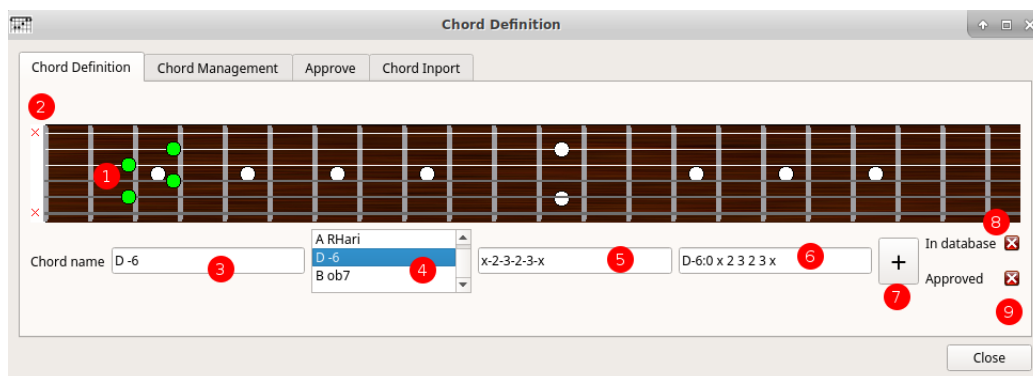 Chord Definition
Chord Definition Chord Management Approve Chord Inport
2
×
1
×
8
A RHari
In database
Chord name D -6 3 D -6 4 x-2-3-2-3-x 5 D-6:0 x 2 3 2 3 x 6 +
B ob7
Approved
7
9
Close